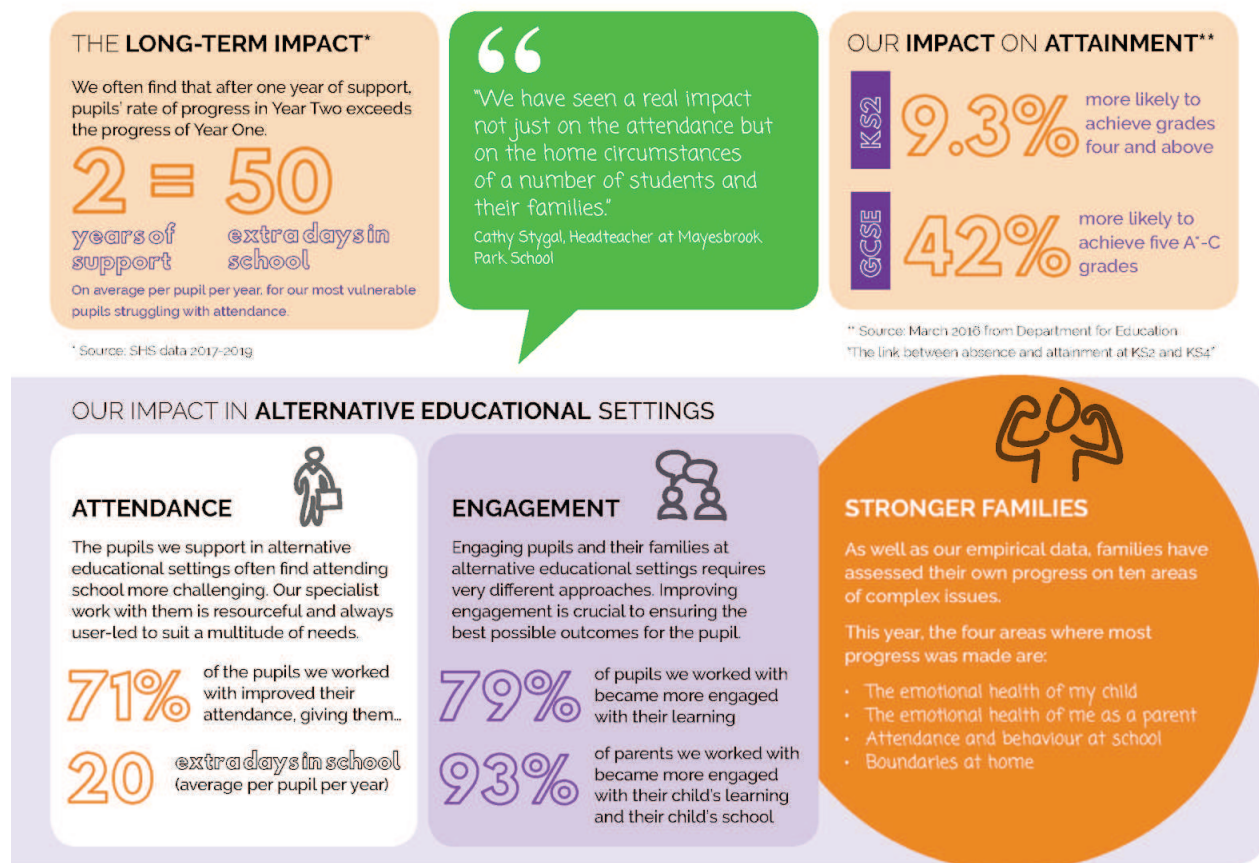 THE LONG-TERM IMPACT*
We often find that after one year of support,
pupils' rate of progress in Year Two exceeds
the progress of Year One.
2 = 50
years of
support
extra days in
school
On average per pupil per year, for our most vulnerable
pupils struggling with attendance.
* Source: SHS data 2017-2019
“
"We have seen a real impact
not just on the attendance but
on the home circumstances
of a number of students and
their families."
Cathy Stygal, Headteacher at Mayesbrook
Park School
OUR IMPACT ON ATTAINMENT**
KS2
9.3%
more likely to
achieve grades
four and above
GCSE
42%
more likely to
achieve five A*-C
grades
** Source: March 2016 from Department for Education
"The link between absence and attainment at KS2 and KS4"
OUR IMPACT IN ALTERNATIVE EDUCATIONAL SETTINGS
ATTENDANCE
The pupils we support in alternative
educational settings often find attending
school more challenging. Our specialist
work with them is resourceful and always
user-led to suit a multitude of needs.
71%
of the pupils we worked
with improved their
attendance, giving them...
20
extra days in school
(average per pupil per year)
ENGAGEMENT
Engaging pupils and their families at
alternative educational settings requires
very different approaches. Improving
engagement is crucial to ensuring the
best possible outcomes for the pupil.
79%
of pupils we worked with
became more engaged
with their learning
93%
of parents we worked with
became more engaged
with their child's learning
and their child's school
STRONGER FAMILIES
As well as our empirical data, families have
assessed their own progress on ten areas
of complex issues.
This year, the four areas where most
progress was made are:
• The emotional health of my child
• The emotional health of me as a parent
• Attendance and behaviour at school
• Boundaries at home